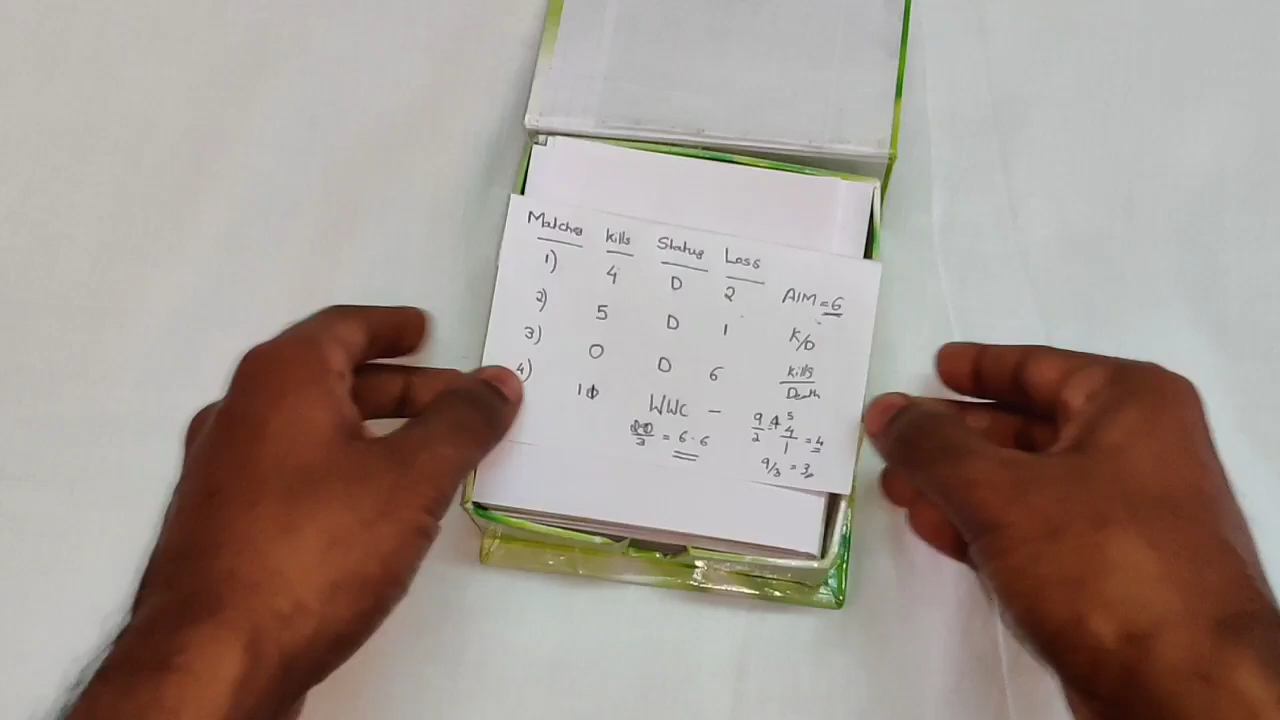 Matches Kills Status Loss
1) 4 D 2
AIM = 6
2) 5 D 1
K/D
3) 0 D 6
Kills
Death
4) WWC –
= 6.6
3
9
2
4
1
= 4
9/3 = 3